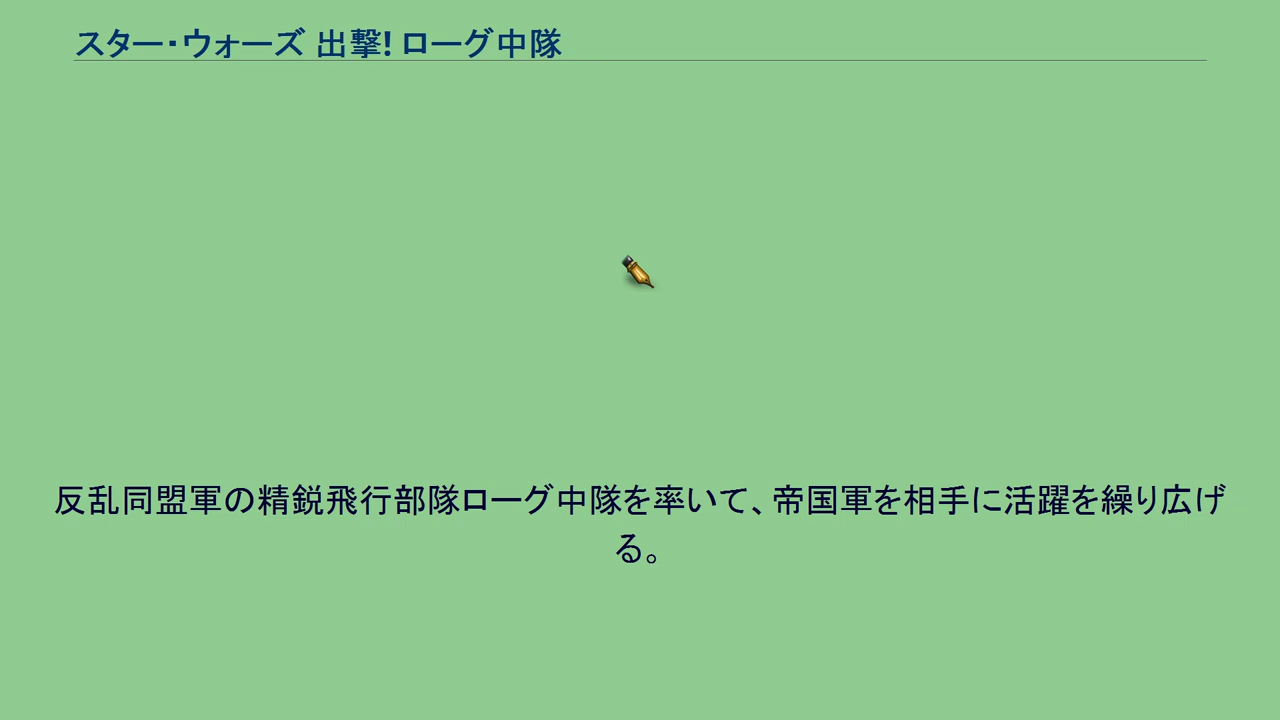 スター・ウォーズ 出撃! ローグ中隊
反乱同盟軍の精鋭飛行部隊ローグ中隊を率いて、帝国軍を相手に活躍を繰り広げ
る。